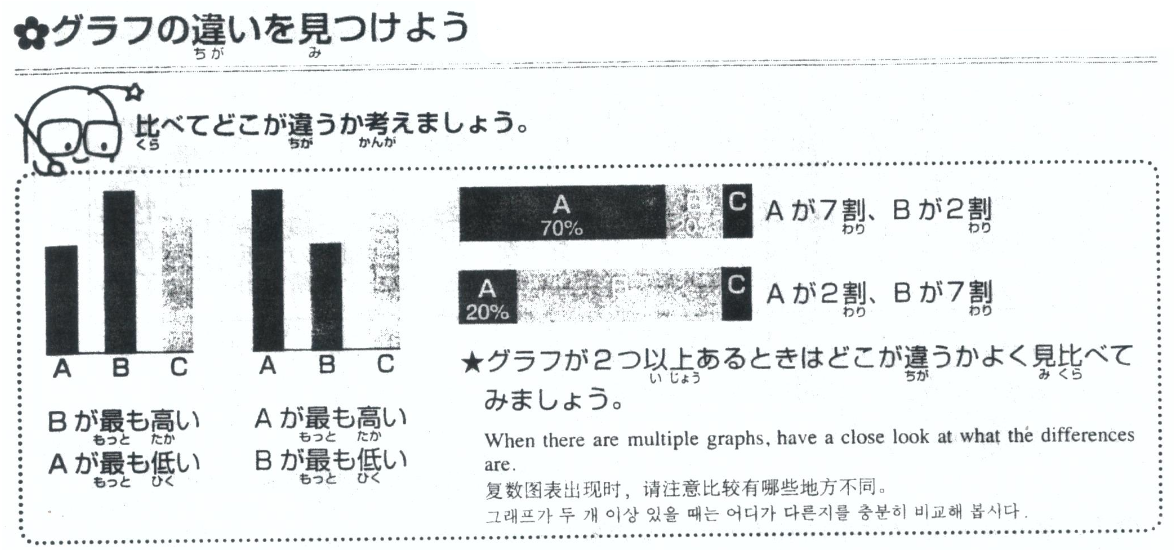 ✿グラフの違いを見つけよう
ちが み
比べてどこが違うか考えましょう。
くら ちが かんが
A B C
Bが最も高い
もっと たか
Aが最も低い
もっと ひく
A B C
Aが最も高い
もっと たか
Bが最も低い
もっと ひく
A B C
70% 20
Aが7割、Bが2割
わり わり
A C
20%
Aが2割、Bが7割
わり わり
★グラフが2つ以上あるときはどこが違うかよく見比べて
い じょう ちが み くら
みましょう。
When there are multiple graphs, have a close look at what the differences
are.
复数图表出现时，请注意比较有哪些地方不同。
그래프가 두 개 이상 있을 때는 어디가 다른지를 충분히 비교해 봅시다.